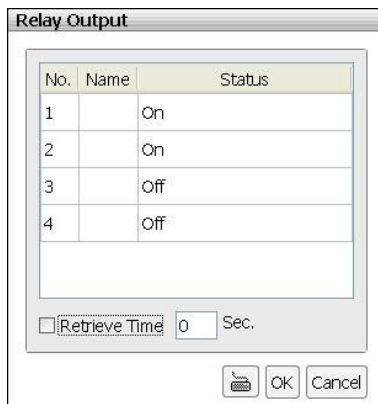 Relay Output
No. Name Status
1 On
2 On
3 Off
4 Off
Retrieve Time 0 Sec.
OK Cancel